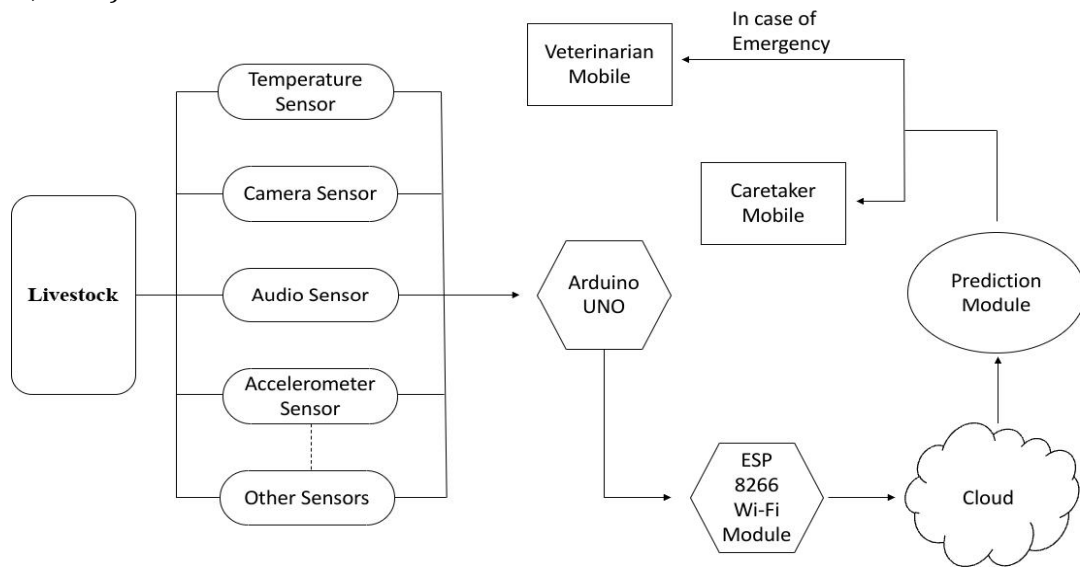 In case of
Emergency
Veterinarian
Mobile
Temperature
Sensor
Camera Sensor
Caretaker
Mobile
Livestock
Audio Sensor
Arduino
UNO
Prediction
Module
Accelerometer
Sensor
Other Sensors
ESP
8266
Wi-Fi
Module
Cloud